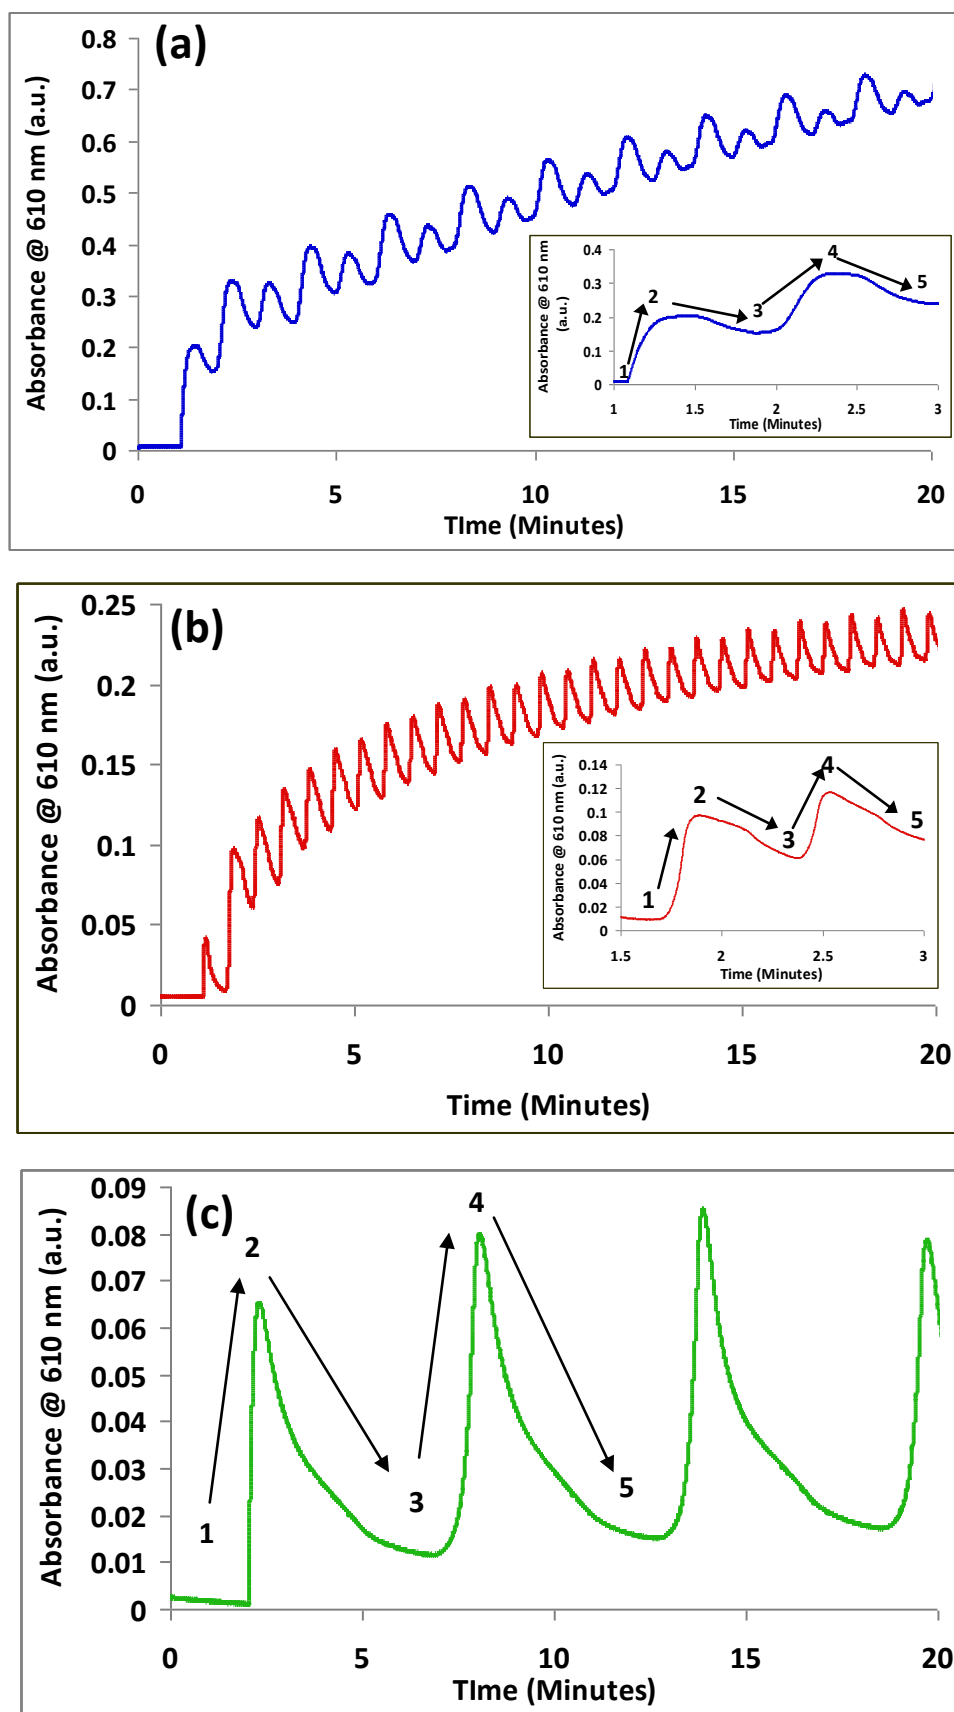 (a)
Absorbance @ 610 nm (a.u.)
0.8
0.7
0.6
0.5
0.4
0.3
0.2
0.1
0
0 5 10 15 20
TIme (Minutes)
Absorbance @ 610 nm
(a.u.)
0.4
0.3
0.2
0.1
0
1 2 3 4 5
1 1.5 2 2.5 3
Time (Minutes)
(b)
Absorbance @ 610 nm (a.u.)
0.25
0.2
0.15
0.1
0.05
0
0 5 10 15 20
Time (Minutes)
Absorbance @ 610 nm (a.u.)
0.14
0.12
0.1
0.08
0.06
0.04
0.02
0
1 2 3 4 5
1.5 2 2.5 3
Time (Minutes)
(c)
Absorbance @ 610 nm (a.u.)
0.09
0.08
0.07
0.06
0.05
0.04
0.03
0.02
0.01
0
1 2 3 4 5
0 5 10 15 20
TIme (Minutes)